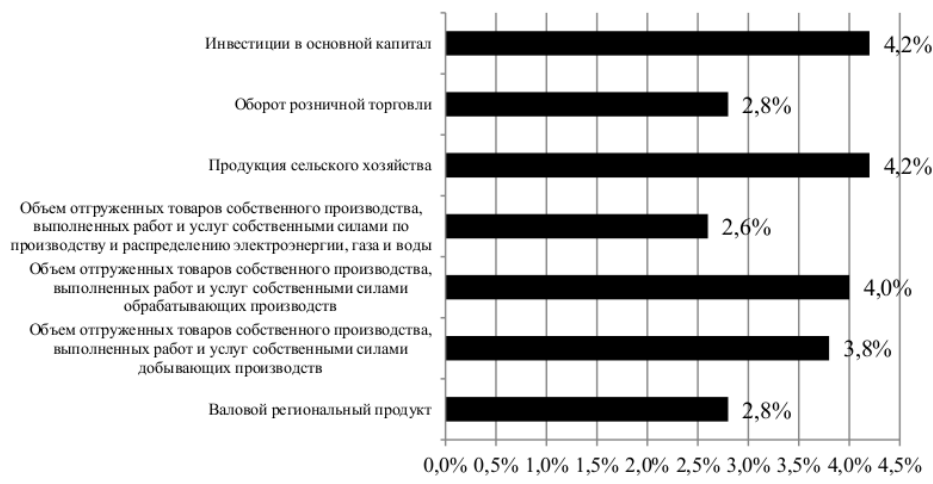 Инвестиции в основной капитал
4,2%
Оборот розничной торговли
2,8%
Продукция сельского хозяйства
4,2%
Объем отгруженных товаров собственного производства,
выполненных работ и услуг собственными силами по
производству и распределению электроэнергии, газа и воды
2,6%
Объем отгруженных товаров собственного производства,
выполненных работ и услуг собственными силами
обрабатывающих производств
4,0%
Объем отгруженных товаров собственного производства,
выполненных работ и услуг собственными силами
добывающих производств
3,8%
Валовой региональный продукт
2,8%
0,0% 0,5% 1,0% 1,5% 2,0% 2,5% 3,0% 3,5% 4,0% 4,5%